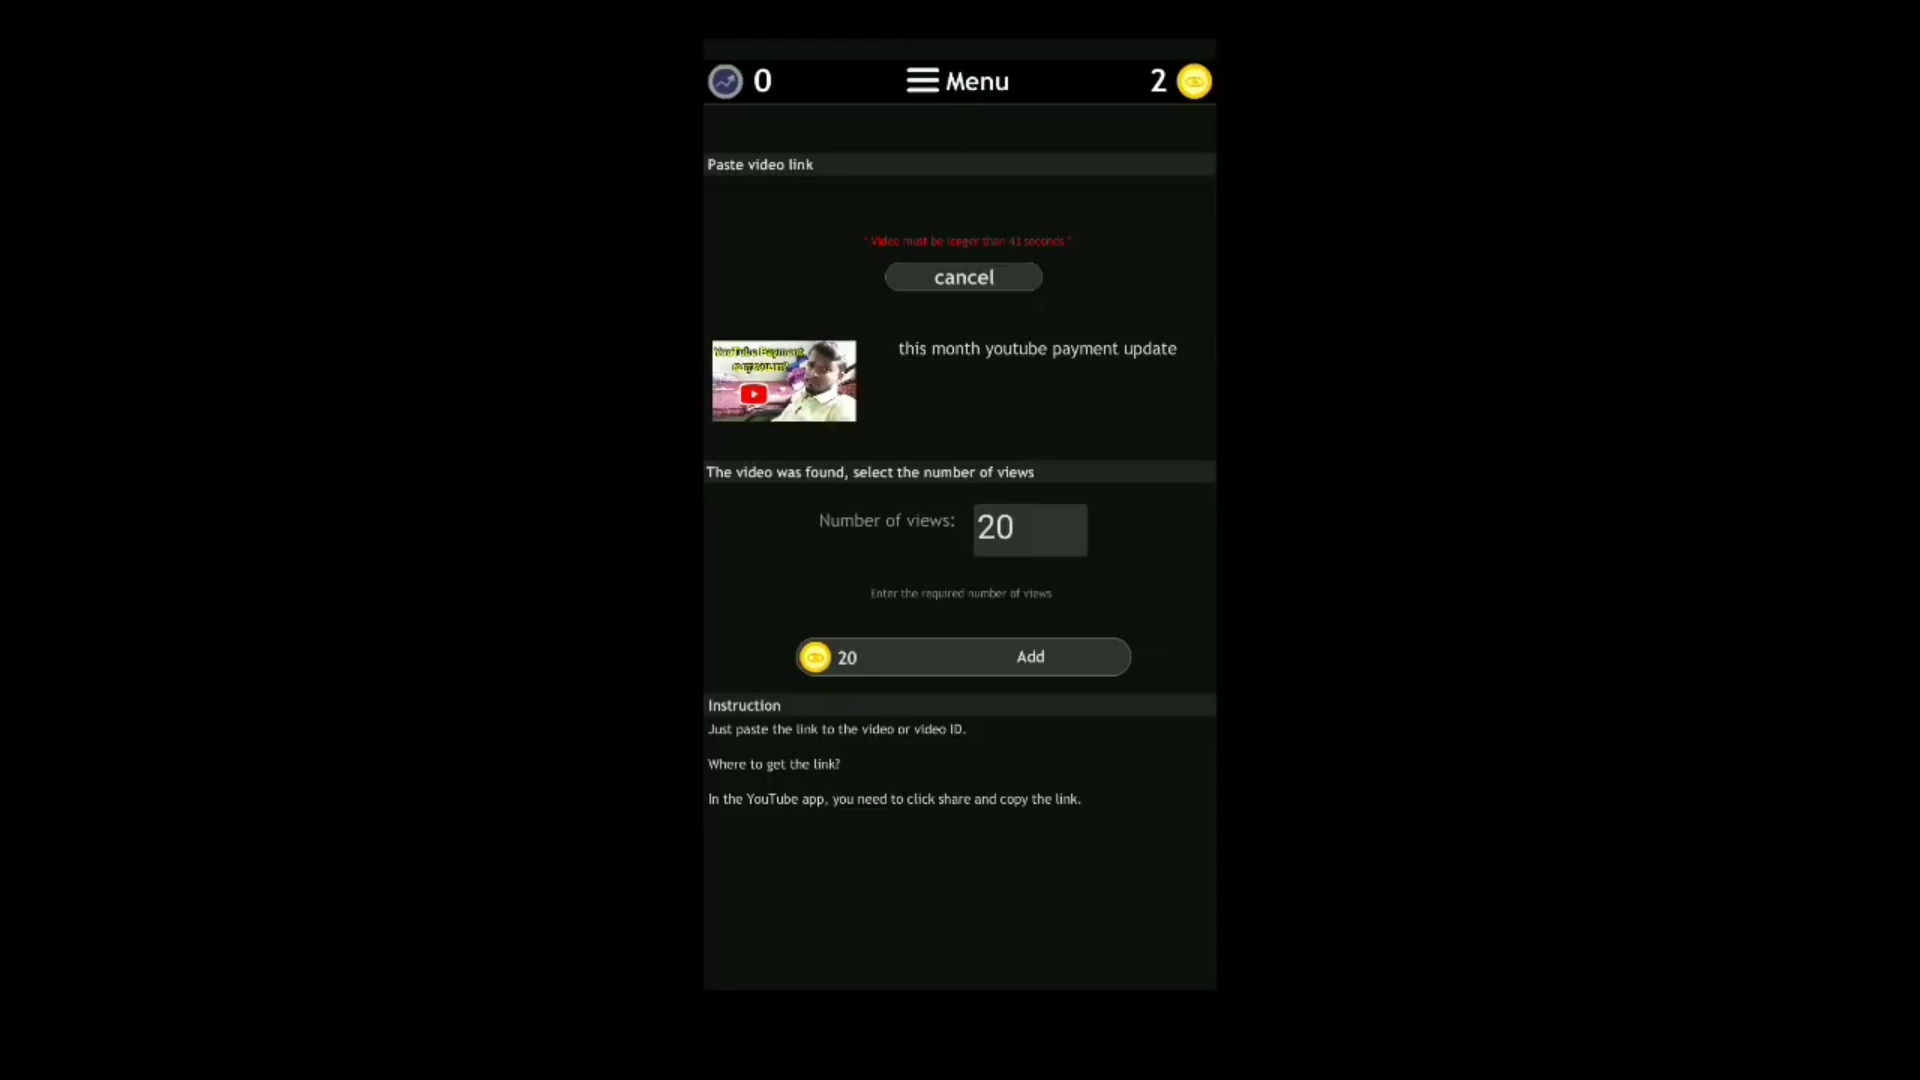 0
Menu
2
Paste video link
* Video must be longer than 43 seconds *
cancel
YouTube Payment
this month youtube payment update
The video was found, select the number of views
Number of views:
20
Enter the required number of views
20
Add
Instruction
Just paste the link to the video or video ID.
Where to get the link?
In the YouTube app, you need to click share and copy the link.